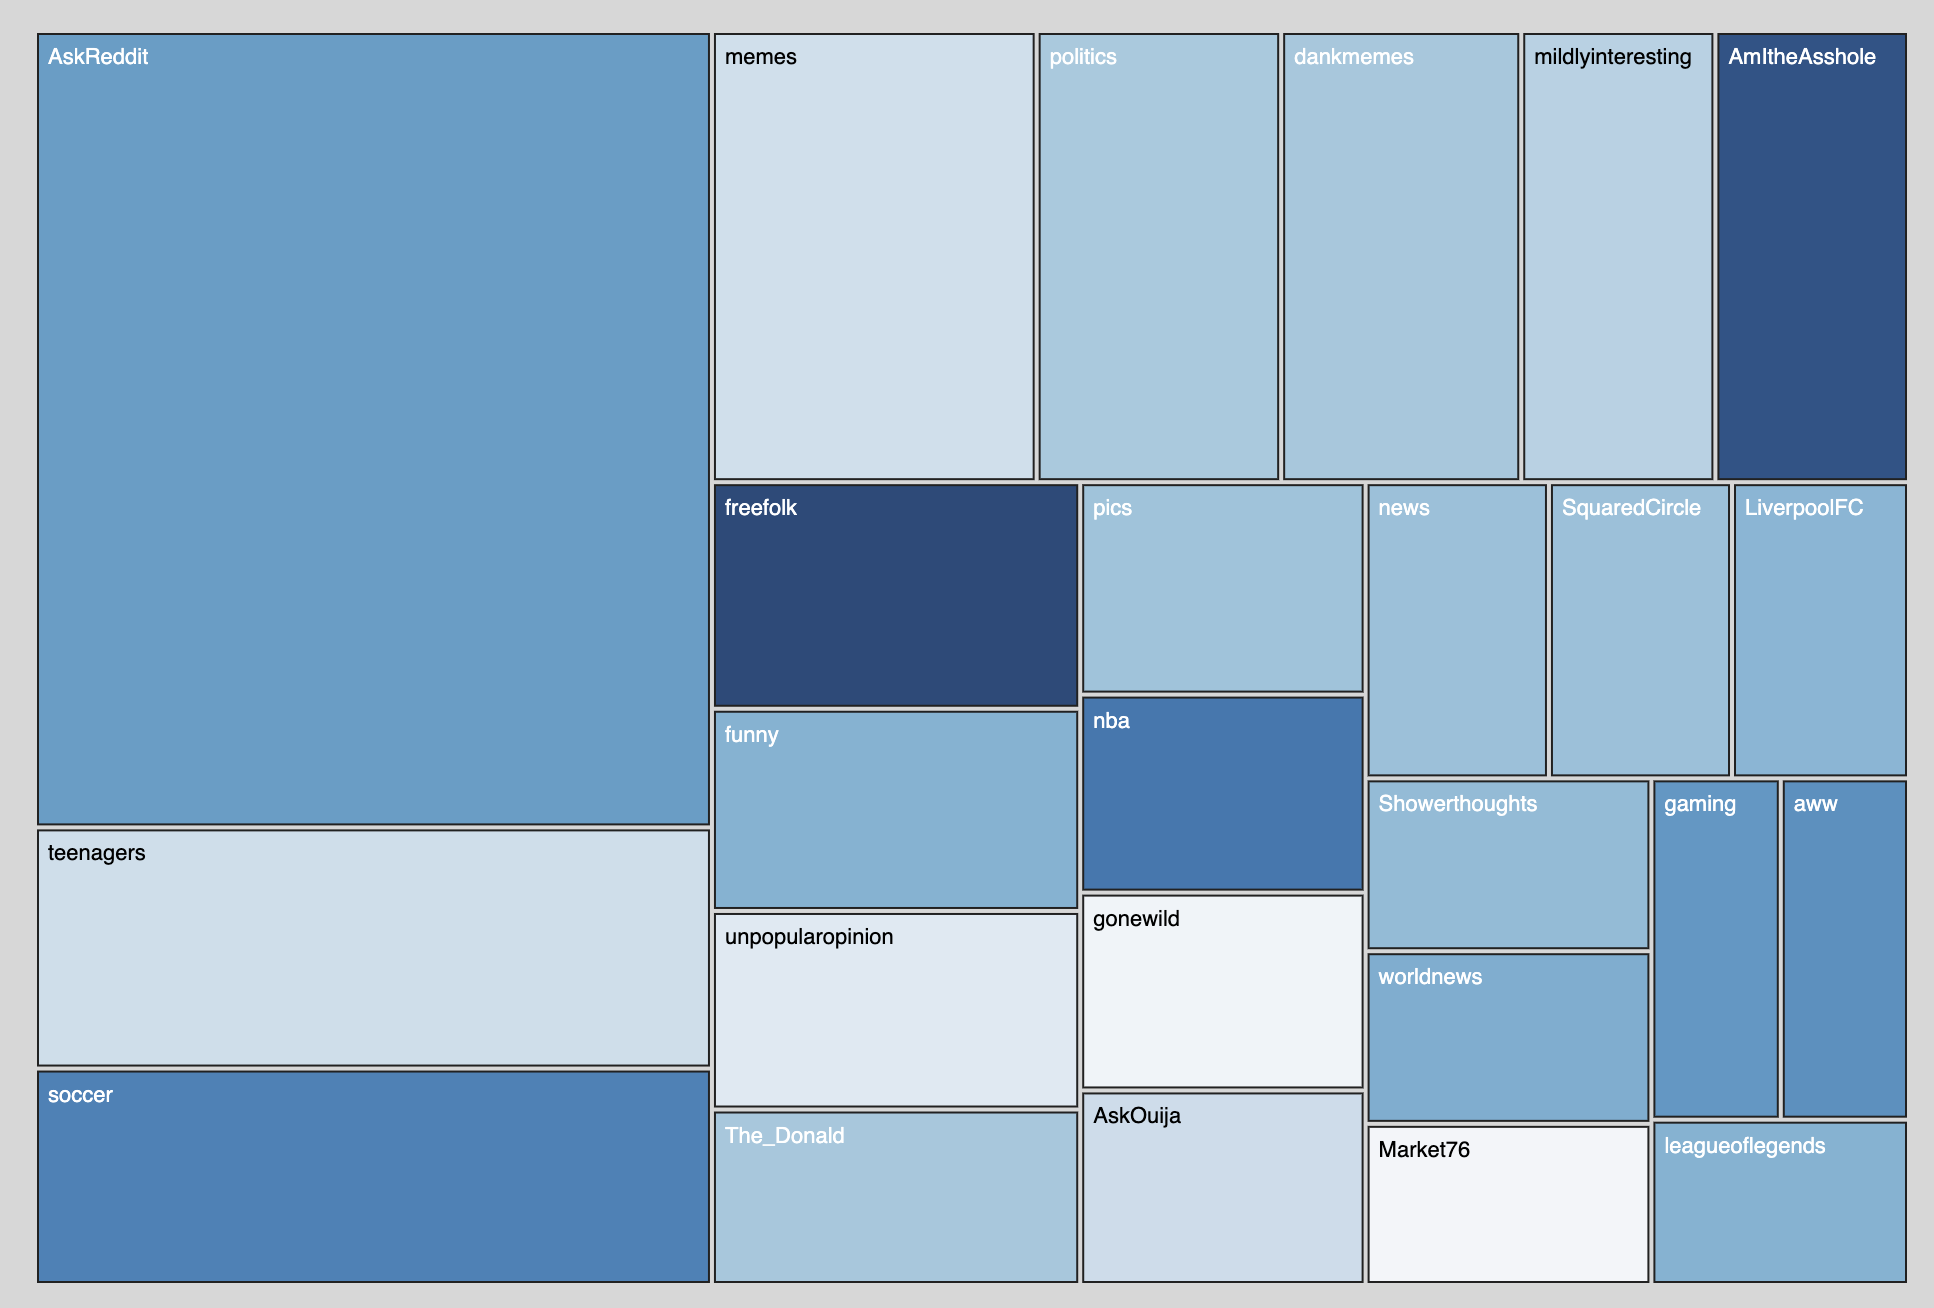 AskReddit
memes
politics
dankmemes
mildlyinteresting
AmItheAsshole
freefolk
pics
news
SquaredCircle
LiverpoolFC
nba
funny
Showerthoughts
gaming
aww
teenagers
gonewild
unpopularopinion
worldnews
soccer
AskOuija
The_Donald
Market76
leagueoflegends